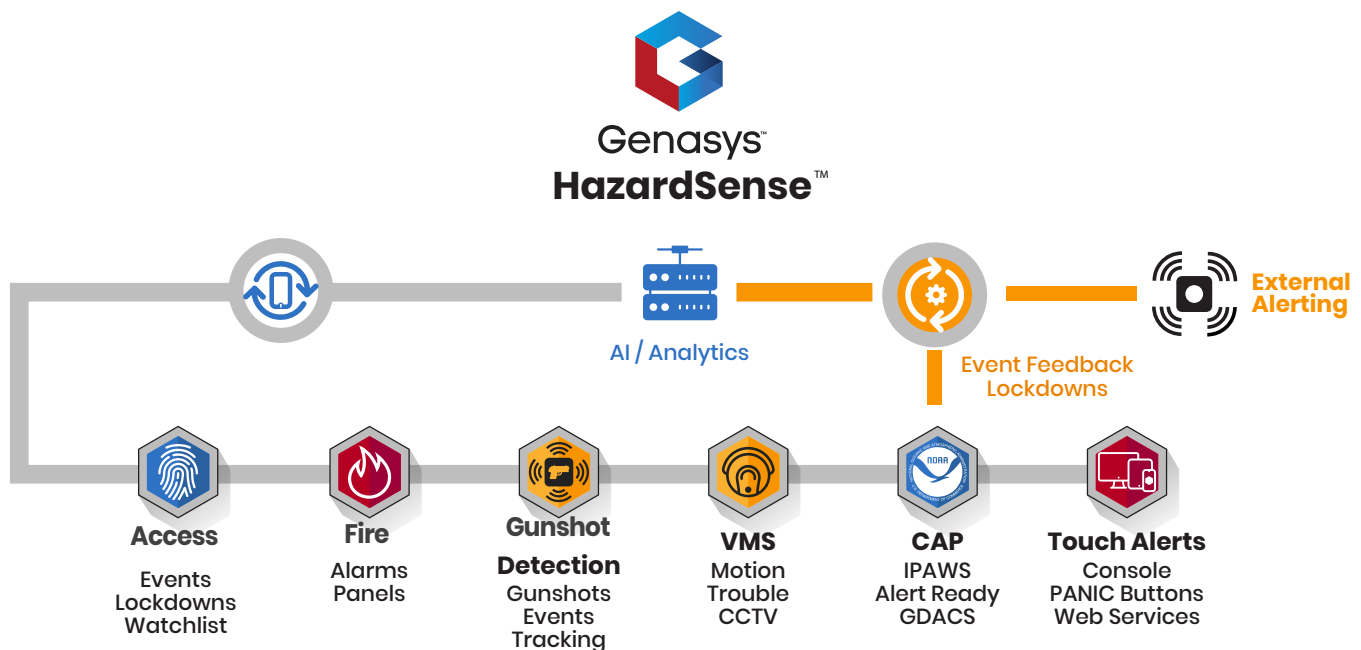 Genasys™
HazardSense™
AI / Analytics
External
Alerting
Event Feedback
Lockdowns
NOAA
Access
Events
Lockdowns
Watchlist
Fire
Alarms
Panels
Gunshot
Detection
Gunshots
Events
Tracking
VMS
Motion
Trouble
CCTV
CAP
IPAWS
Alert Ready
GDACS
Touch Alerts
Console
PANIC Buttons
Web Services